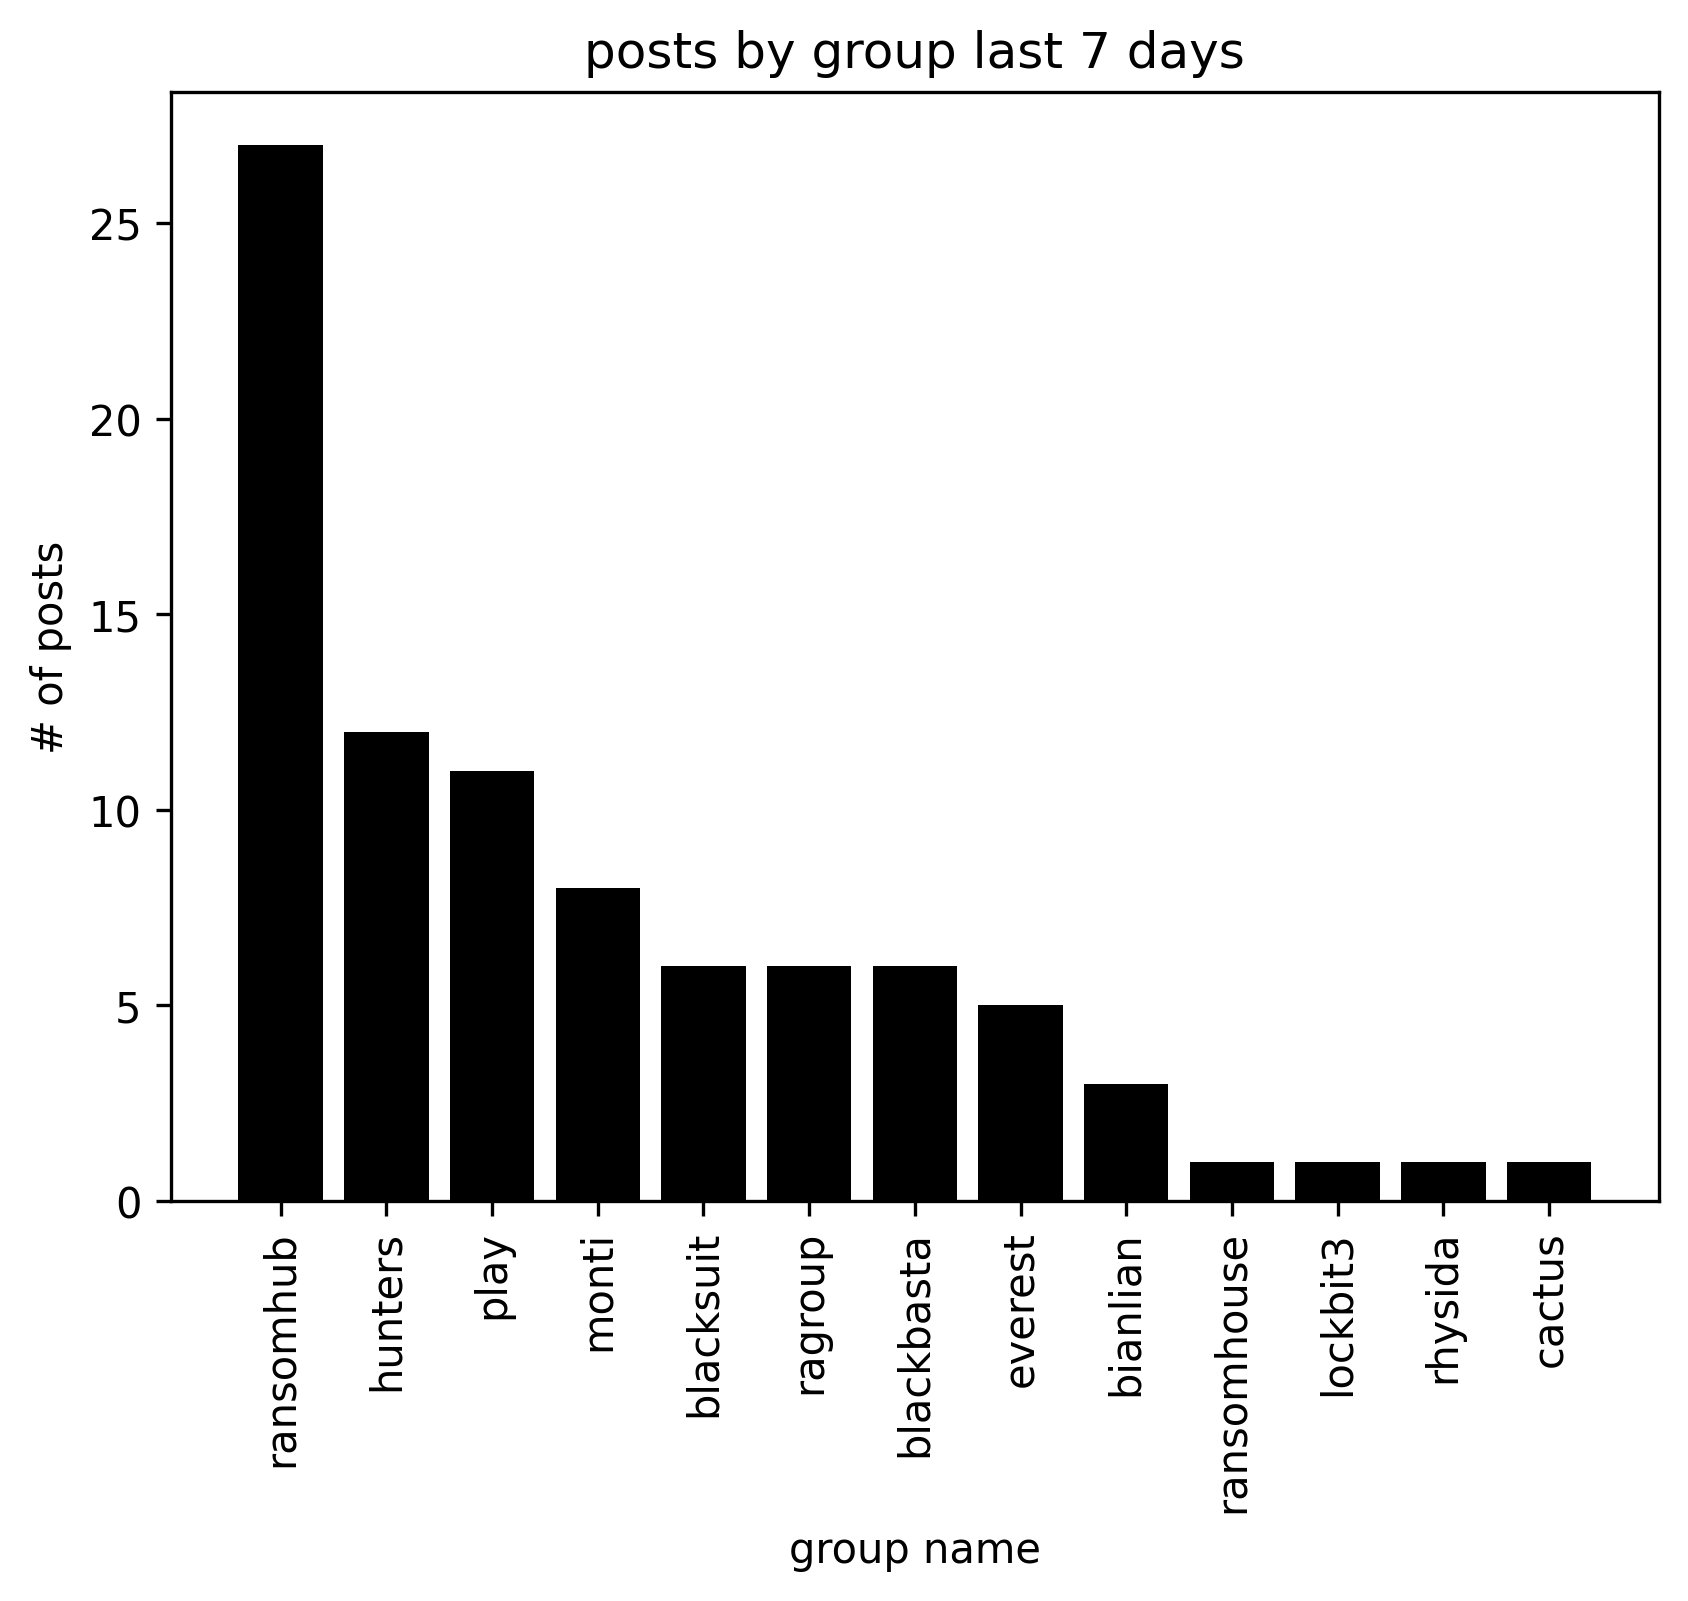 posts by group last 7 days
# of posts
25
20
15
10
5
0
ransomhub
hunters
play
monti
blacksuit
ragroup
blackbasta
everest
bianlian
ransomhouse
lockbit3
rhysida
cactus
group name